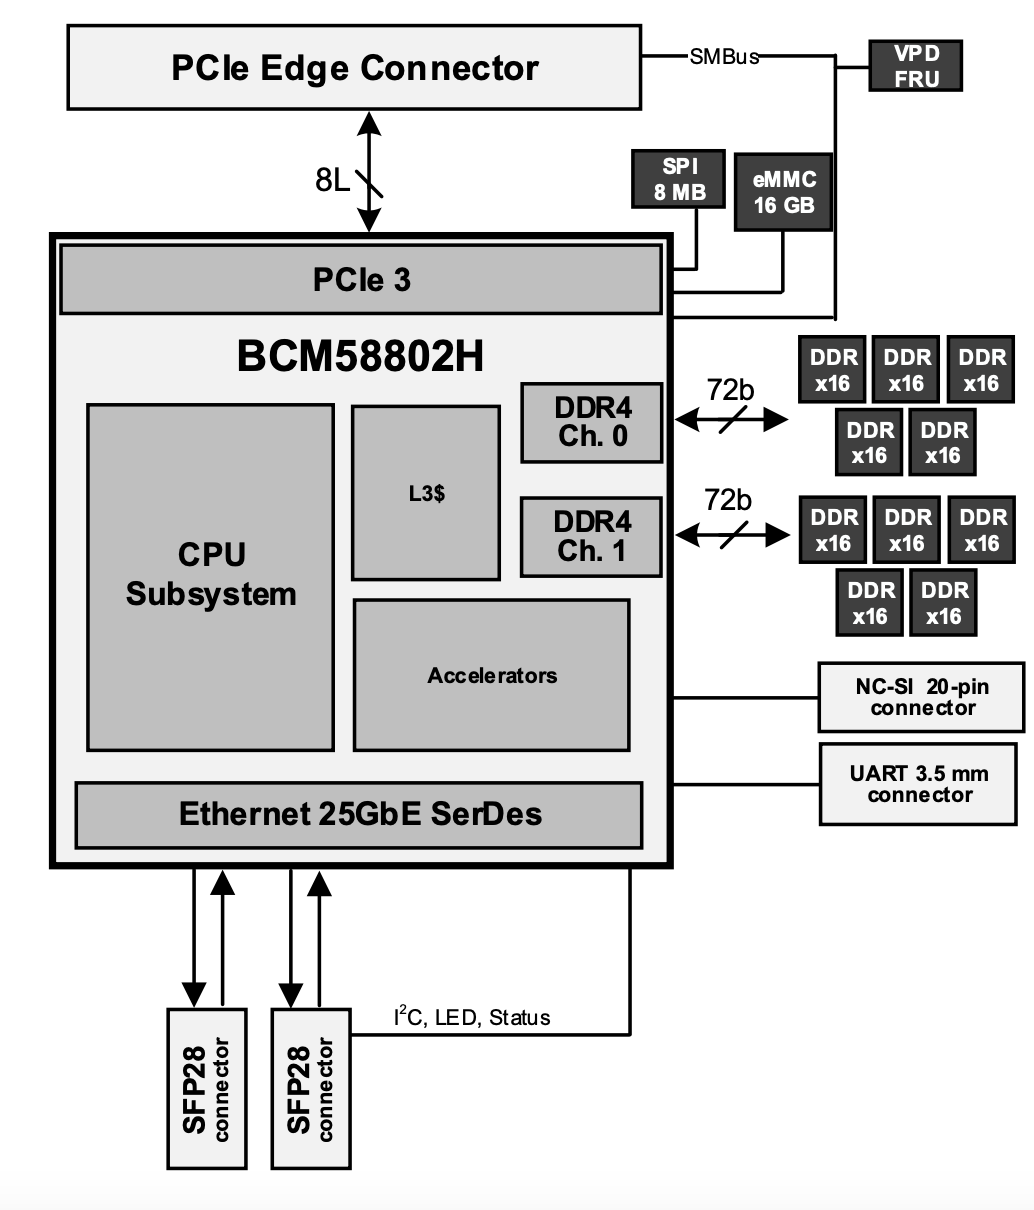 PCIe Edge Connector
SMBus
VPD
FRU
8L
SPI
8 MB
eMMC
16 GB
PCIe 3
BCM58802H
DDR4
Ch. 0
72b
DDR
x16
DDR
x16
DDR
x16
DDR
x16
DDR
x16
L3$
CPU
Subsystem
DDR4
Ch. 1
72b
DDR
x16
DDR
x16
DDR
x16
DDR
x16
DDR
x16
Accelerators
NC-SI 20-pin
connector
UART 3.5 mm
connector
Ethernet 25GbE SerDes
I²C, LED, Status
SFP28
connector
SFP28
connector